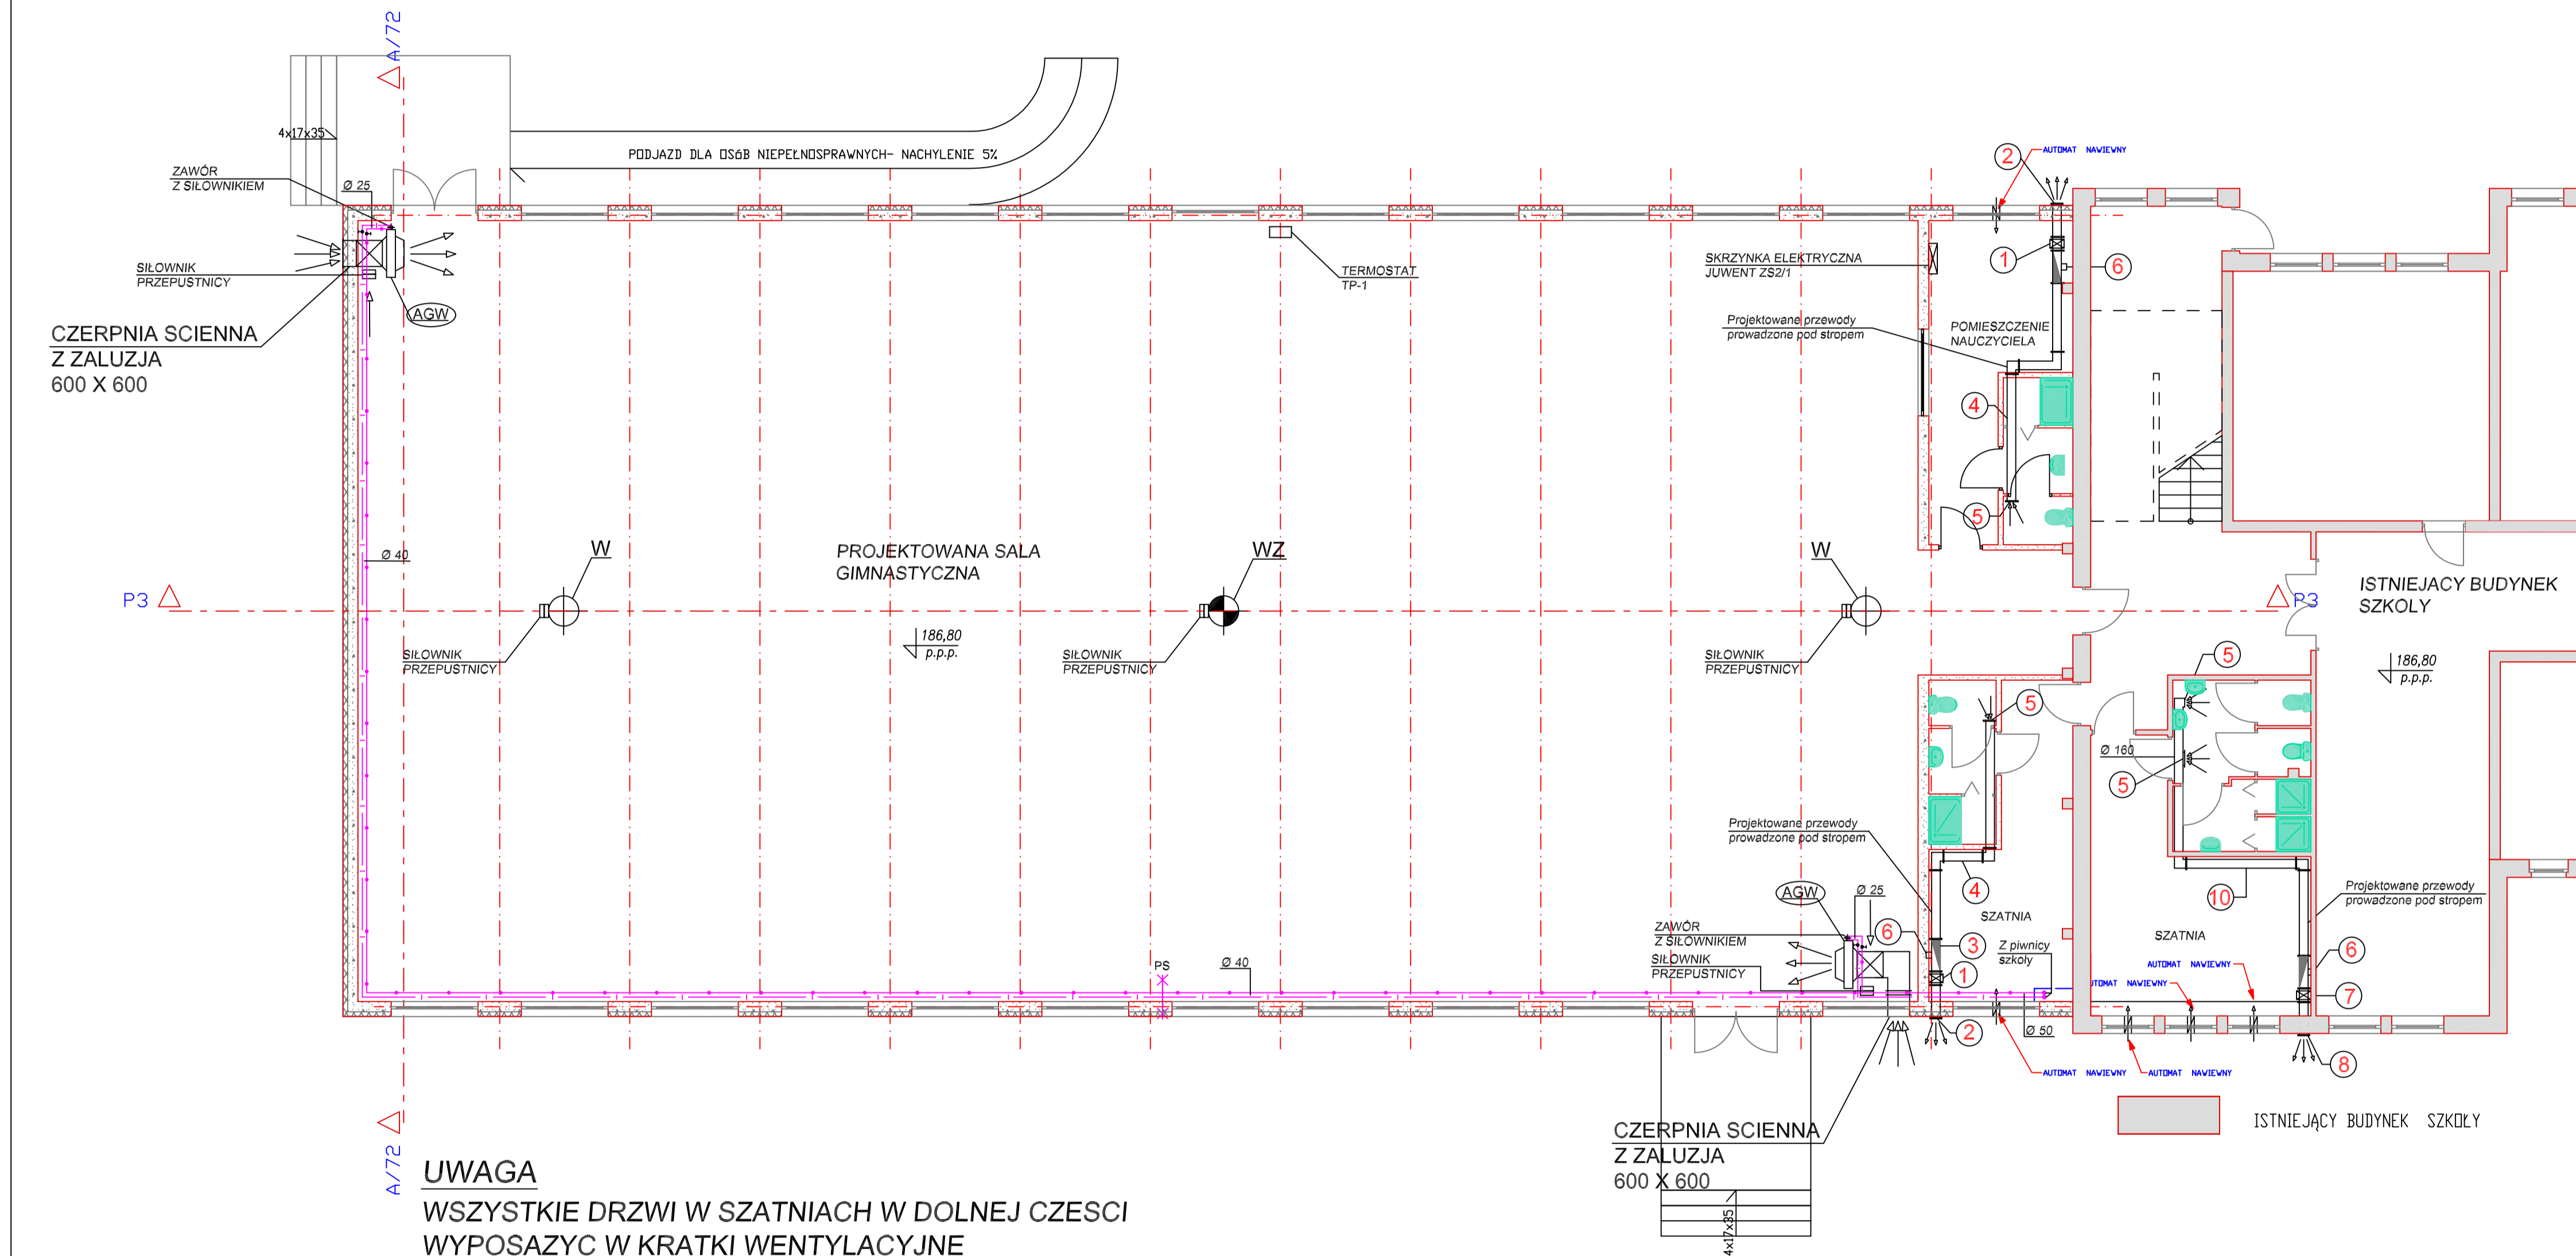 A/72
4x17x35
PODJAZD DLA OSÓB NIEPEŁNOSPRAWNYCH- NACHYLENIE 5%
ZAWÓR
Z SIŁOWNIKIEM
Ø 25
SIŁOWNIK
PRZEPUSTNICY
AGW
CZERPNIA SCIENNA
Z ZALUZJA
600 X 600
TERMOSTAT
TP-1
SKRZYNKA ELEKTRYCZNA
JUWENT ZS2/1
2
AUTOMAT NAWIEWNY
1
6
Projektowane przewody
prowadzone pod stropem
POMIESZCZENIE
NAUCZYCIELA
4
5
Ø 40
W
PROJEKTOWANA SALA
GIMNASTYCZNA
WZ
W
P3
P3
ISTNIEJACY BUDYNEK
SZKOLY
186,80
p.p.p.
SIŁOWNIK
PRZEPUSTNICY
SIŁOWNIK
PRZEPUSTNICY
SIŁOWNIK
PRZEPUSTNICY
186,80
p.p.p.
5
5
Ø 160
5
Projektowane przewody
prowadzone pod stropem
4
10
Projektowane przewody
prowadzone pod stropem
AGW
Ø 25
SZATNIA
ZAWÓR
Z SIŁOWNIKIEM
6
3
Z piwnicy
szkoły
SZATNIA
6
SIŁOWNIK
PRZEPUSTNICY
1
PS
Ø 40
AUTOMAT NAWIEWNY
UTOMAT NAWIEWNY
7
2
Ø 50
8
AUTOMAT NAWIEWNY
AUTOMAT NAWIEWNY
CZERPNIA SCIENNA
Z ZALUZJA
600 X 600
4x17x35
ISTNIEJĄCY BUDYNEK SZKOŁY
A/72
UWAGA
WSZYSTKIE DRZWI W SZATNIACH W DOLNEJ CZESCI
WYPOSAZYC W KRATKI WENTYLACYJNE